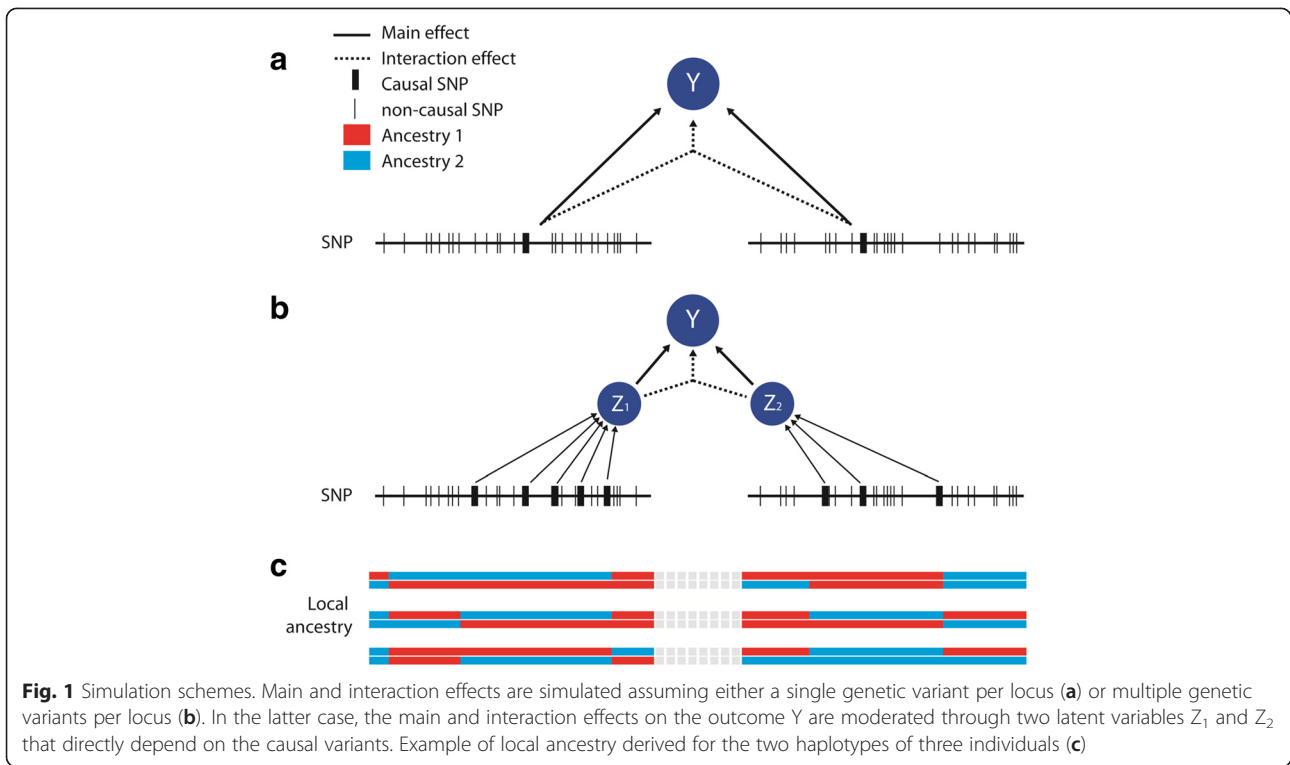 a
Main effect
Interaction effect
Causal SNP
non-causal SNP
Ancestry 1
Ancestry 2
Y
SNP
b
Y
Z1
Z2
SNP
c
Local
ancestry
Fig. 1 Simulation schemes. Main and interaction effects are simulated assuming either a single genetic variant per locus (a) or multiple genetic
variants per locus (b). In the latter case, the main and interaction effects on the outcome Y are moderated through two latent variables Z1 and Z2
that directly depend on the causal variants. Example of local ancestry derived for the two haplotypes of three individuals (c)